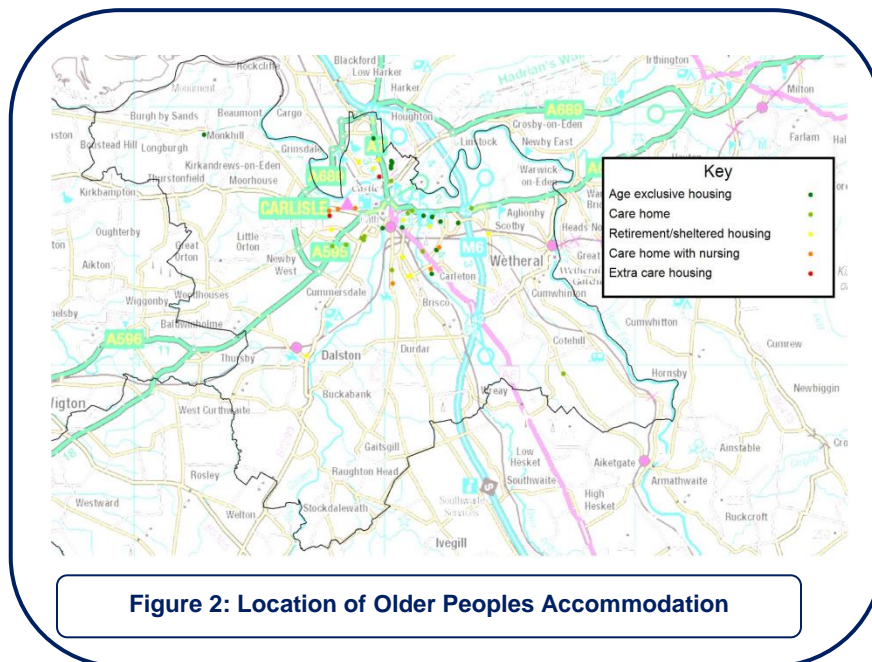 Blackford
Rockcliffe
Low Harker
Harker
Hadrian's Wall
Irthington
Milton
Monument
Beaumont
Cargo
Houghton
A689
Burgh by Sands
Crosby-on-Eden
Monkhill
Grinsdale
Linstock
Newby East
Farlam
Boustead Hill
Longburgh
Kirkandrews-on-Eden
Warwick-on-Eden
Thurstonfield
Moorhouse
Kirkbampton
CARLISLE
Aglionby
Scotby
Oughterby
Great Orton
Little Orton
A595
M6
Wetheral
Newby West
Aikton
Carleton
Cummersdale
Cumwhinton
Wiggonby
Woodhouses
Brisco
Baldwinholme
Cumwhitton
A596
Thursby
Dalston
Durdar
Cotehill
Cumrew
Hornsby
Wigton
Buckabank
Wreay
Newbiggin
West Curthwaite
Gaitsgill
Low Hesket
Ainstable
Raughton Head
Aiketgate
Rosley
Southwaite
Armathwaite
Westward
Stockdalewath
High Hesket
Welton
Southwaite Services
Ruckcroft
Ivegill
Key
Age exclusive housing
Care home
Retirement/sheltered housing
Care home with nursing
Extra care housing
Figure 2: Location of Older Peoples Accommodation